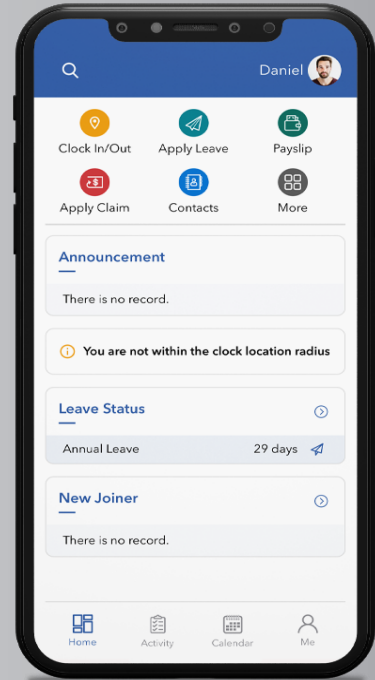 Daniel
Clock In/Out
Apply Leave
Payslip
Apply Claim
Contacts
More
Announcement
There is no record.
You are not within the clock location radius
Leave Status
Annual Leave 29 days
New Joiner
There is no record.
Home
Activity
Calendar
Me